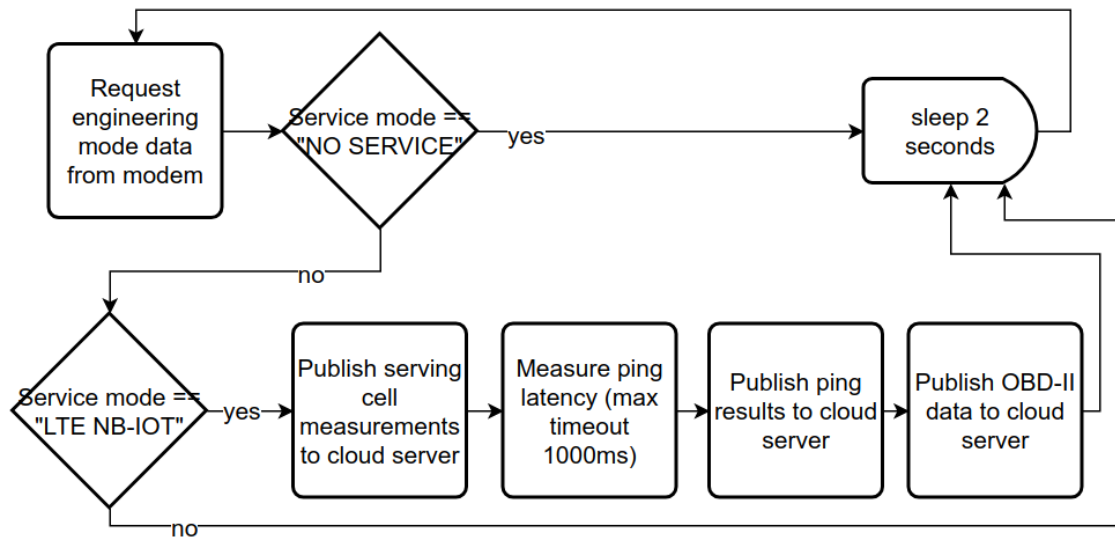 Request
engineering
mode data
from modem
Service mode ==
"NO SERVICE"
yes
sleep 2
seconds
no
Service mode ==
"LTE NB-IOT"
yes
Publish serving
cell
measurements
to cloud server
Measure ping
latency (max
timeout
1000ms)
Publish ping
results to cloud
server
Publish OBD-II
data to cloud
server
no